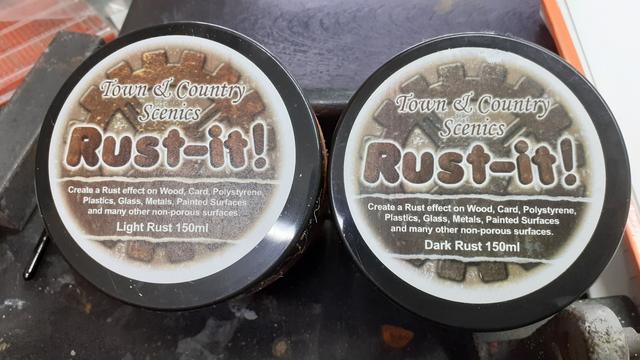 Town & Country
Scenics
Rust-it!
Create a Rust effect on Wood, Card, Polystyrene,
Plastics, Glass, Metals, Painted Surfaces
and many other non-porous surfaces.
Light Rust 150ml
Town & Country
Scenics
Rust-it!
Create a Rust effect on Wood, Card, Polystyrene,
Plastics, Glass, Metals, Painted Surfaces
and many other non-porous surfaces.
Dark Rust 150ml